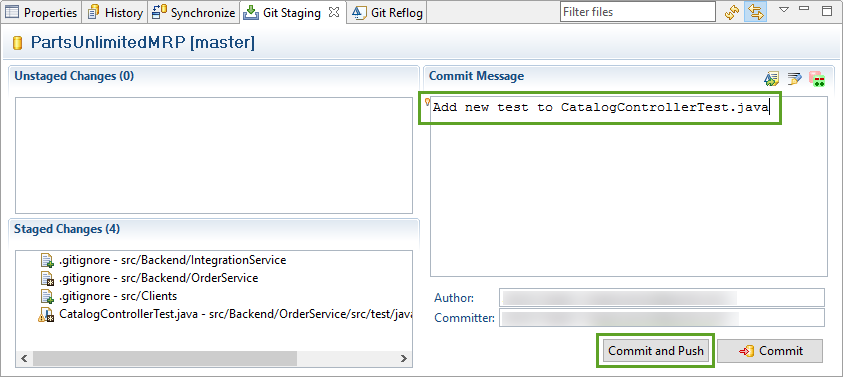 Properties History Synchronize Git Staging Git Reflog Filter files
PartsUnlimitedMRP [master]
Unstaged Changes (0)
Commit Message
Add new test to CatalogControllerTest.java
Staged Changes (4)
.gitignore - src/Backend/IntegrationService
.gitignore - src/Backend/OrderService
.gitignore - src/Clients
CatalogControllerTest.java - src/Backend/OrderService/src/test/java
Author:
Committer:
Commit and Push Commit